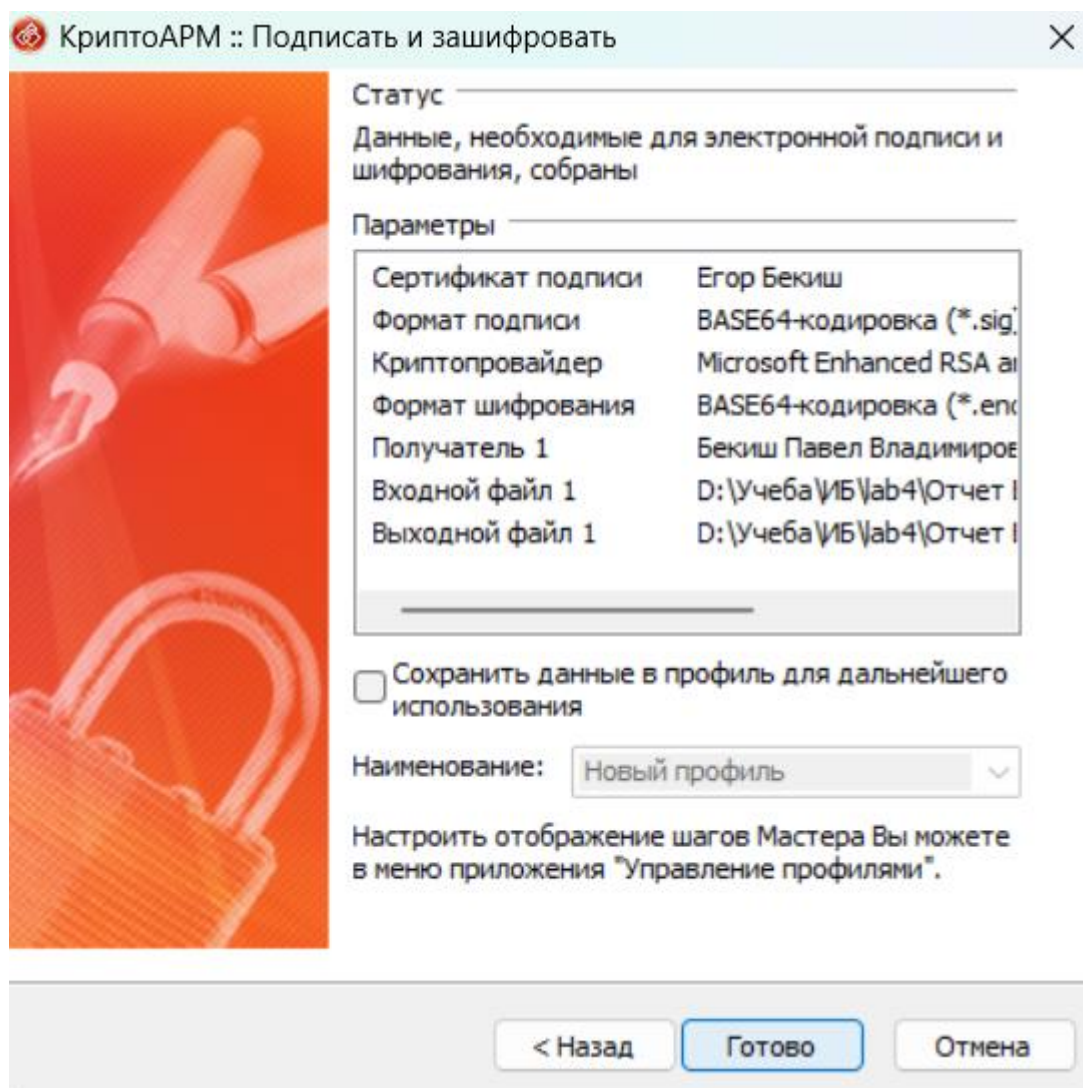 КриптоАРМ :: Подписать и зашифровать
Статус
Данные, необходимые для электронной подписи и
шифрования, собраны
Параметры
Сертификат подписи Егор Бекиш
Формат подписи BASE64-кодировка (*.sig)
Криптопровайдер Microsoft Enhanced RSA
Формат шифрования BASE64-кодировка (*.enc
Получатель 1 Бекиш Павел Владимиров
Входной файл 1 D:\Учеба\ИБ\lab4\Отчет
Выходной файл 1 D:\Учеба\ИБ\lab4\Отчет
Сохранить данные в профиль для дальнейшего
использования
Наименование: Новый профиль
Настроить отображение шагов Мастера Вы можете
в меню приложения "Управление профилями".
< Назад Готово Отмена